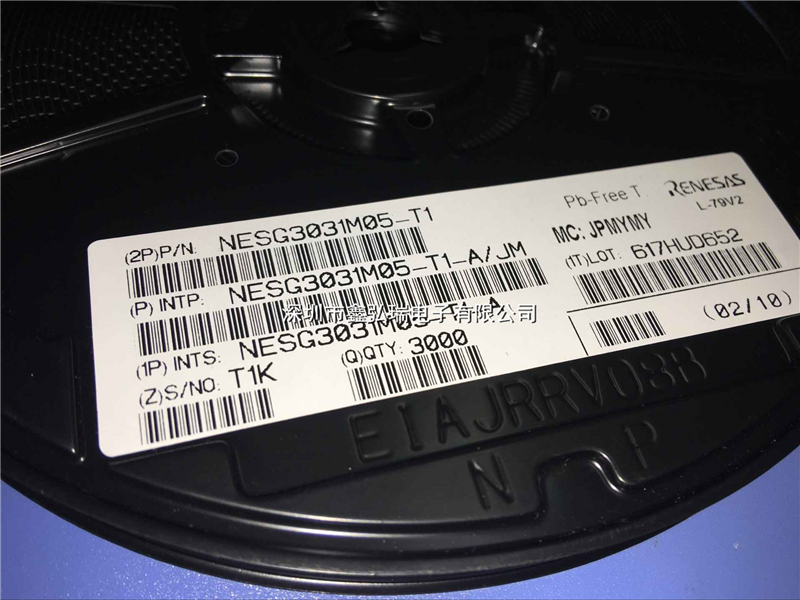 (2P)P/N: NESG3031M05-T1
Pb-Free T. RENESAS
L-79V2
(P) INTP: NESG3031M05-T1-A/JM
MC: JPMYMY
(1T)LOT: 617HUD652
深圳市鑫弘瑞电子有限公司
(1P) INTS: NESG3031M05-T1-A
(02/10)
(Z)S/NO: T1K (Q)QTY: 3000
EIAJRRV08B
N P